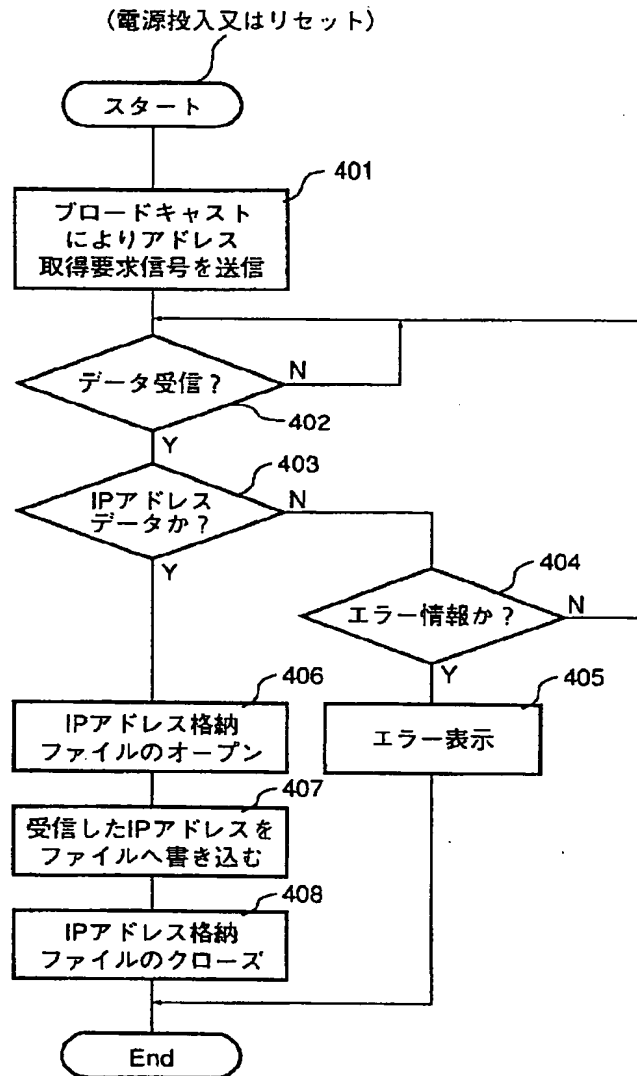 (電源投入又はリセット)
スタート
401
ブロードキャスト
によりアドレス
取得要求信号を送信
データ受信?
N
402
Y
403
IPアドレス
データか?
N
Y
404
エラー情報か?
N
Y
405
エラー表示
406
IPアドレス格納
ファイルのオープン
407
受信したIPアドレスを
ファイルへ書き込む
408
IPアドレス格納
ファイルのクローズ
End